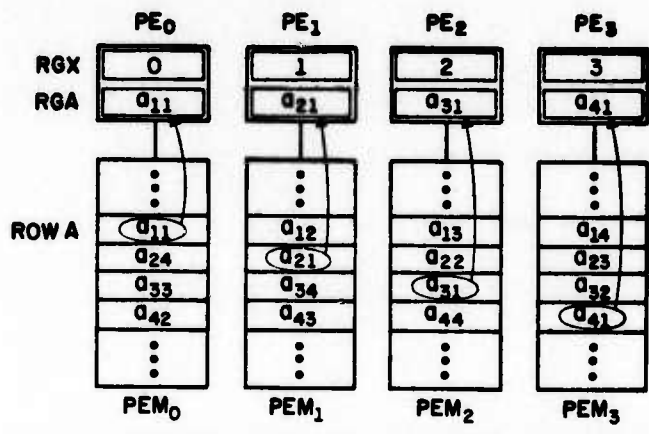 PE₀ PE₁ PE₂ PE₃
RGX 0 1 2 3
RGA a₁₁ a₂₁ a₃₁ a₄₁
ROW A a₁₁ a₁₂ a₁₃ a₁₄
a₂₄ a₂₁ a₂₂ a₂₃
a₃₃ a₃₄ a₃₁ a₃₂
a₄₂ a₄₃ a₄₄ a₄₁
PEM₀ PEM₁ PEM₂ PEM₃